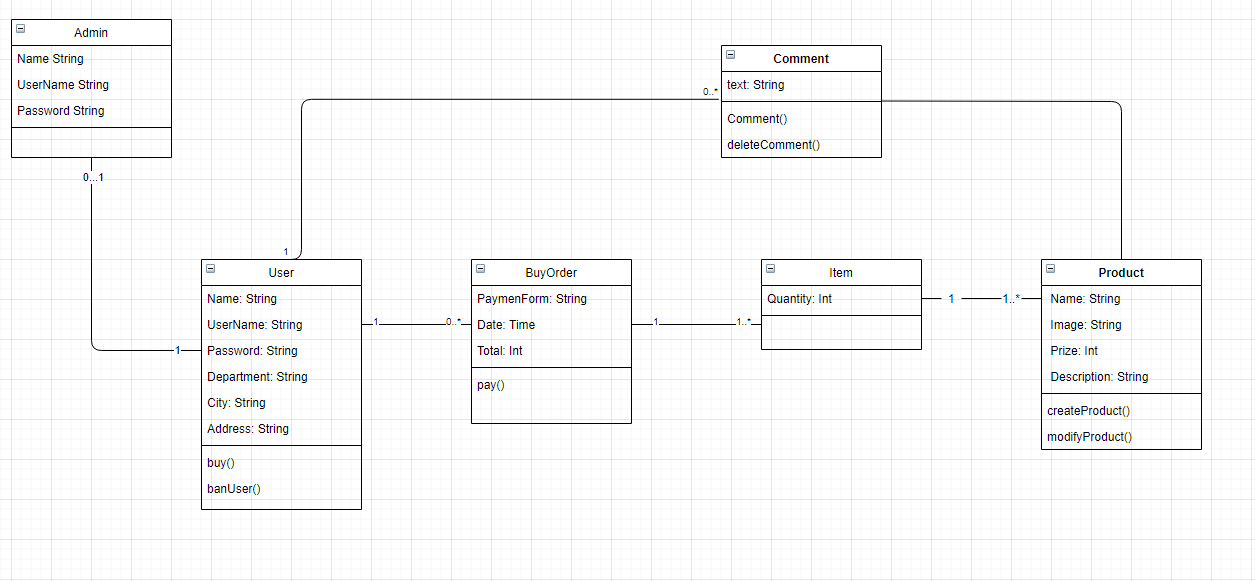 Admin
Name String
UserName String
Password String
0...1
1
Comment
text: String
Comment()
deleteComment()
0..*
1
User
Name: String
UserName: String
Password: String
Department: String
City: String
Address: String
buy()
banUser()
1
0..*
BuyOrder
PaymenForm: String
Date: Time
Total: Int
pay()
1
1..*
Item
Quantity: Int
1
1..*
Product
Name: String
Image: String
Prize: Int
Description: String
createProduct()
modifyProduct()